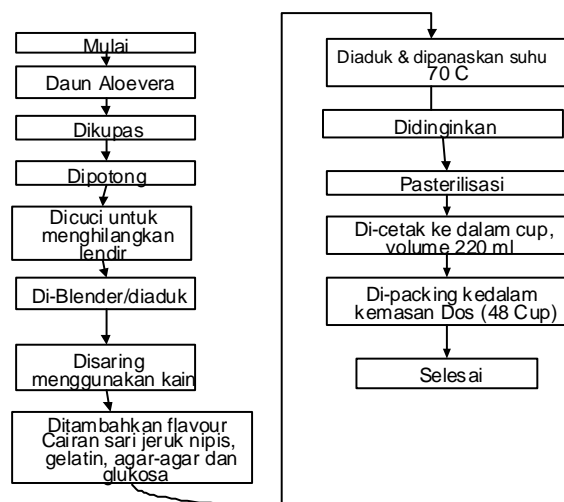 Mulai
Daun Aloevera
Dikupas
Dipotong
Dicuci untuk
menghilangkan
lendir
Di-Blender/diaduk
Disaring
menggunakan kain
Ditambahkan flavour
Cairan sari jeruk nipis,
gelatin, agar-agar dan
glukosa
Diaduk & dipanaskan suhu
70 C
Didinginkan
Pasterilisasi
Di-cetak ke dalam cup,
volume 220 ml
Di-packing kedalam
kemasan Dos (48 Cup)
Selesai